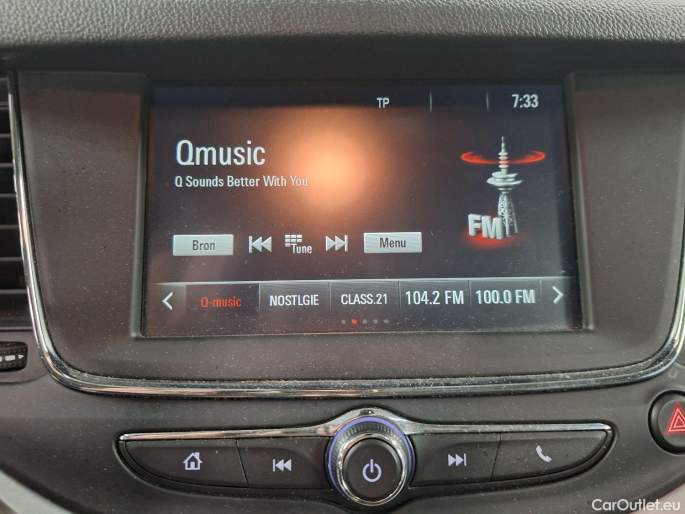 TP 7:33
Qmusic
Q Sounds Better With You
FM
Bron Tune Menu
Q-music NOSTLGIE CLASS.21 104.2 FM 100.0 FM
CarOutlet.eu